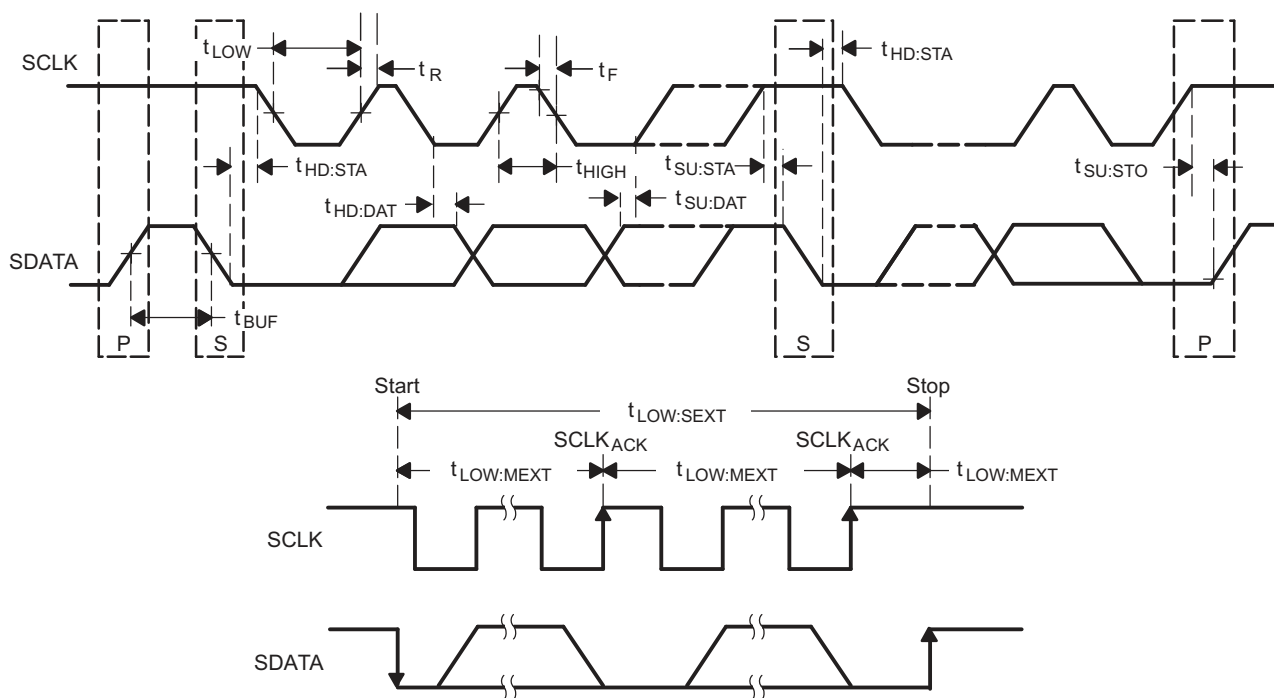 t_LOW
t_HD:STA
SCLK
t_R
t_F
t_HD:STA
t_HIGH
t_SU:STA
t_SU:STO
t_HD:DAT
t_SU:DAT
SDATA
t_BUF
P
S
S
P
Start
Stop
t_LOW:SEXT
SCLK_ACK
SCLK_ACK
t_LOW:MEXT
t_LOW:MEXT
t_LOW:MEXT
SCLK
SDATA